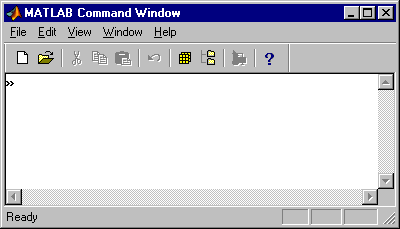 MATLAB Command Window
File Edit View Window Help
?
»
Ready